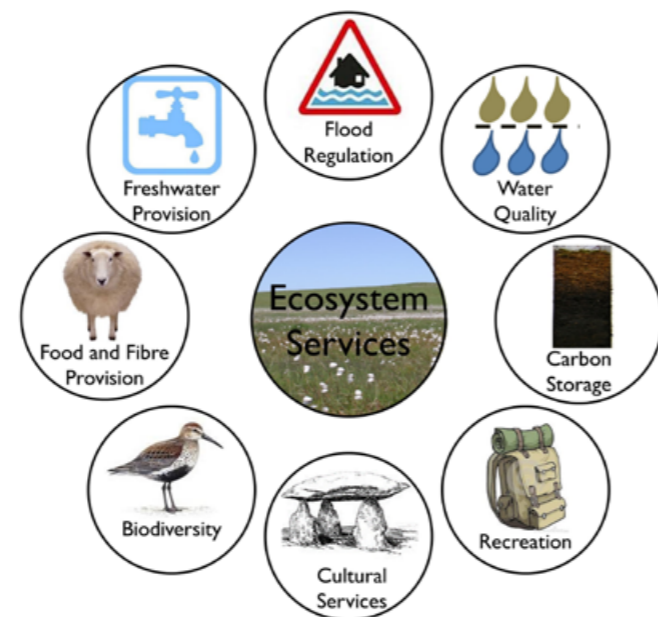 Flood
Regulation
Water
Quality
Carbon
Storage
Recreation
Cultural
Services
Biodiversity
Food and Fibre
Provision
Freshwater
Provision
Ecosystem
Services